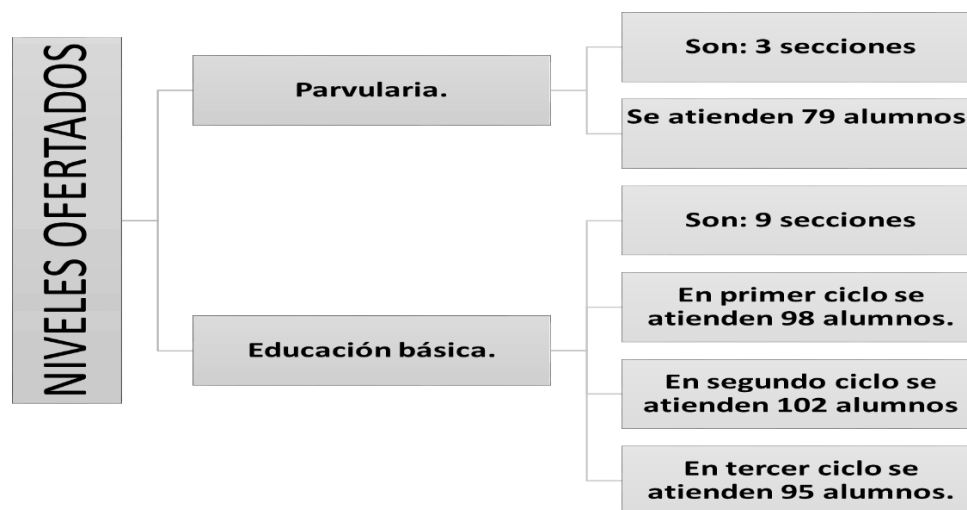 NIVELES OFERTADOS
Parvularia.
Son: 3 secciones
Se atienden 79 alumnos
Educación básica.
Son: 9 secciones
En primer ciclo se
atienden 98 alumnos.
En segundo ciclo se
atienden 102 alumnos
En tercer ciclo se
atienden 95 alumnos.